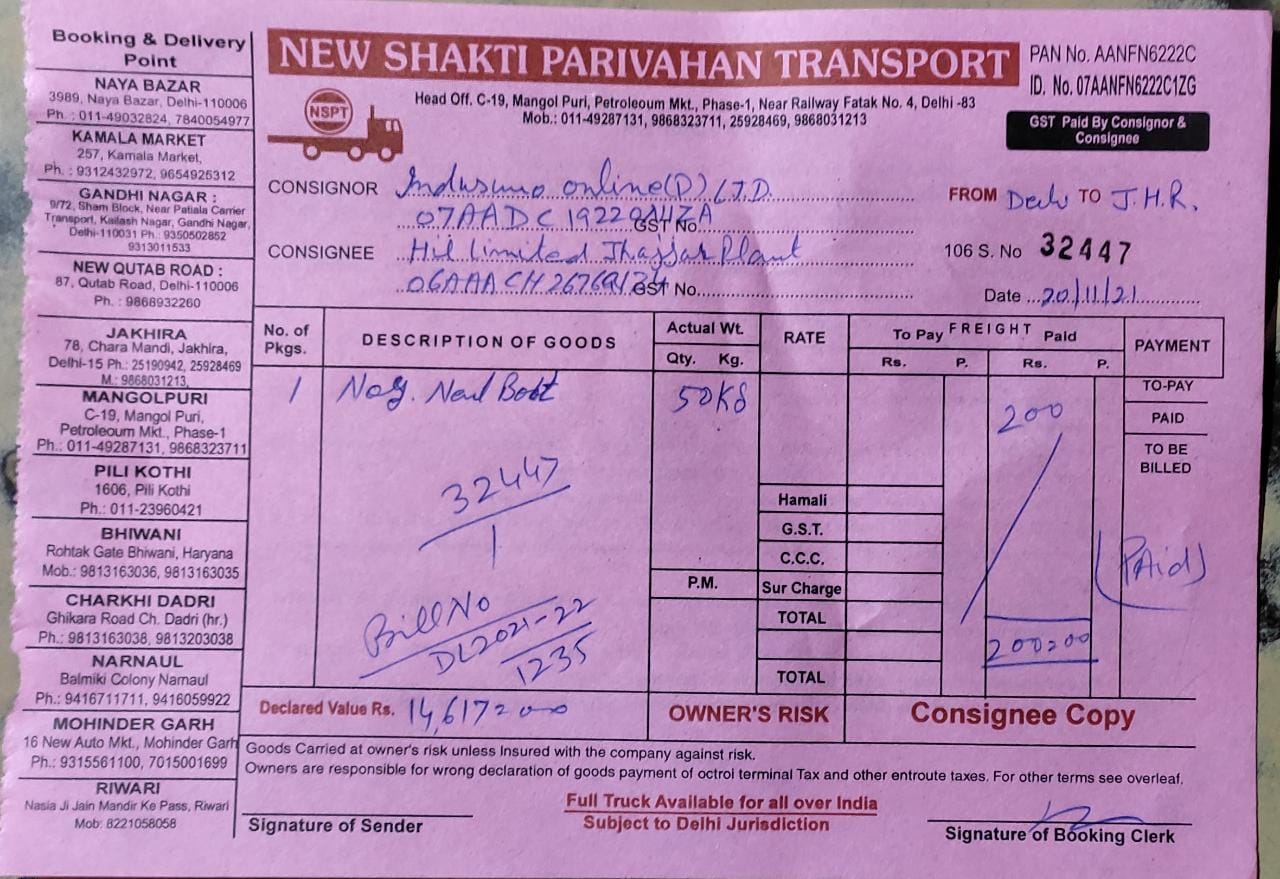 Booking & Delivery
Point
NAYA BAZAR
3989, Naya Bazar, Delhi-110006
Ph. : 011-49032824, 7840054977
KAMALA MARKET
257, Kamala Market,
Ph. : 9312432972, 9654925312
GANDHI NAGAR :
9/72, Sham Block, Near Patiala Carrier
Transport, Kailash Nagar, Gandhi Nagar,
Delhi-110031 Ph. : 9350502852
9313011533
NEW QUTAB ROAD :
87, Qutab Road, Delhi-110006
Ph. : 9868932260
JAKHIRA
78, Chara Mandi, Jakhira,
Delhi-15 Ph.: 25190942, 25928469
M.: 9868031213,
MANGOLPURI
C-19, Mangol Puri,
Petroleoum Mkt., Phase-1
Ph.: 011-49287131, 9868323711
PILI KOTHI
1606, Pili Kothi
Ph.: 011-23960421
BHIWANI
Rohtak Gate Bhiwani, Haryana
Mob.: 9813163036, 9813163035
CHARKHI DADRI
Ghikara Road Ch. Dadri (hr.)
Ph.: 9813163038, 9813203038
NARNAUL
Balmiki Colony Narnaul
Ph.: 9416711711, 9416059922
MOHINDER GARH
16 New Auto Mkt., Mohinder Garh
Ph.: 9315561100, 7015001699
RIWARI
Nasia Ji Jain Mandir Ke Pass, Riwari
Mob: 8221058058
NEW SHAKTI PARIVAHAN TRANSPORT
PAN No. AANFN6222C
ID. No. 07AANFN6222C1ZG
NSPT
Head Off. C-19, Mangol Puri, Petroleoum Mkt., Phase-1, Near Railway Fatak No. 4, Delhi -83
Mob.: 011-49287131, 9868323711, 25928469, 9868031213
GST Paid By Consignor &
Consignee
CONSIGNOR online (P) LTD.
FROM TO J.H.R.
GST No.
CONSIGNEE Hil Limited Jhajjar Plant
106 S. No 32447
GST No.
Date 20/11/21
No. of Pkgs. DESCRIPTION OF GOODS Actual Wt. RATE FREIGHT PAYMENT
Qty. Kg. To Pay Paid
Rs. P. Rs. P.
1 50KG 200
TO-PAY
PAID
TO BE
BILLED
32447
1
Hamali
G.S.T.
C.C.C.
P.M. Sur Charge
TOTAL
TOTAL
(PAid)
Bill No
DL2021-22
1235
200=00
Declared Value Rs. 14,617=00
OWNER'S RISK
Consignee Copy
Goods Carried at owner's risk unless Insured with the company against risk.
Owners are responsible for wrong declaration of goods payment of octroi terminal Tax and other entroute taxes. For other terms see overleaf.
Full Truck Available for all over India
Subject to Delhi Jurisdiction
Signature of Sender
Signature of Booking Clerk